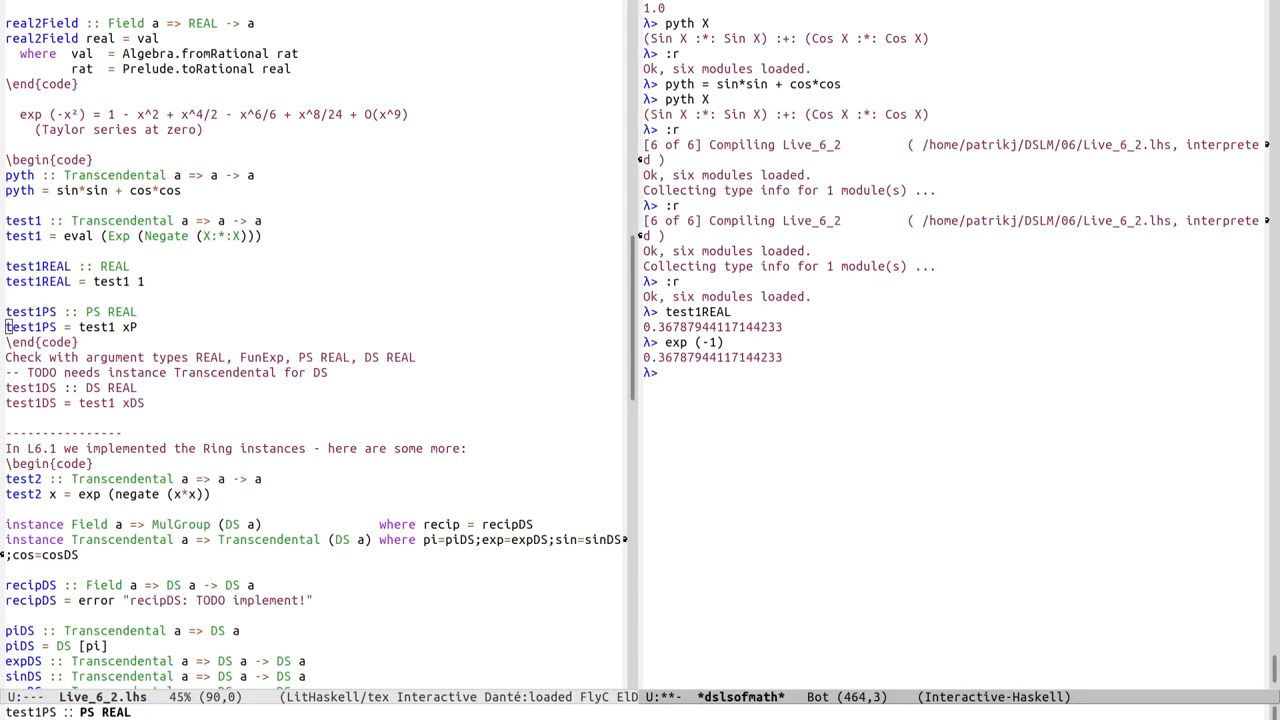 real2Field :: Field a => REAL -> a
real2Field real = val
  where  val  = Algebra.fromRational rat
         rat  = Prelude.toRational real
\end{code}
  exp (-x²) = 1 - x^2 + x^4/2 - x^6/6 + x^8/24 + O(x^9)
    (Taylor series at zero)
\begin{code}
pyth :: Transcendental a => a -> a
pyth = sin*sin + cos*cos
test1 :: Transcendental a => a -> a
test1 = eval (Exp (Negate (X:*:X)))
test1REAL :: REAL
test1REAL = test1 1
test1PS :: PS REAL
test1PS = test1 xP
\end{code}
Check with argument types REAL, FunExp, PS REAL, DS REAL
-- TODO needs instance Transcendental for DS
test1DS :: DS REAL
test1DS = test1 xDS
----------------
In L6.1 we implemented the Ring instances - here are some more:
\begin{code}
test2 :: Transcendental a => a -> a
test2 x = exp (negate (x*x))
instance Field a => MulGroup (DS a)                where recip = recipDS
instance Transcendental a => Transcendental (DS a) where pi=piDS;exp=expDS;sin=sinDS
;cos=cosDS
recipDS :: Field a => DS a -> DS a
recipDS = error "recipDS: TODO implement!"
piDS :: Transcendental a => DS a
piDS = DS [pi]
expDS :: Transcendental a => DS a -> DS a
sinDS :: Transcendental a => DS a -> DS a
U:---  Live_6_2.lhs   45% (90,0)     (LitHaskell/tex Interactive Danté:loaded FlyC ElD
test1PS :: PS REAL
1.0
λ> pyth X
(Sin X :*: Sin X) :+: (Cos X :*: Cos X)
λ> :r
Ok, six modules loaded.
λ> pyth = sin*sin + cos*cos
λ> pyth X
(Sin X :*: Sin X) :+: (Cos X :*: Cos X)
λ> :r
[6 of 6] Compiling Live_6_2         ( /home/patrikj/DSLM/06/Live_6_2.lhs, interprete
d )
Ok, six modules loaded.
Collecting type info for 1 module(s) ...
λ> :r
[6 of 6] Compiling Live_6_2         ( /home/patrikj/DSLM/06/Live_6_2.lhs, interprete
d )
Ok, six modules loaded.
Collecting type info for 1 module(s) ...
λ> :r
Ok, six modules loaded.
λ> test1REAL
0.36787944117144233
λ> exp (-1)
0.36787944117144233
λ>
U:**-  *dslsofmath*   Bot (464,3)    (Interactive-Haskell)